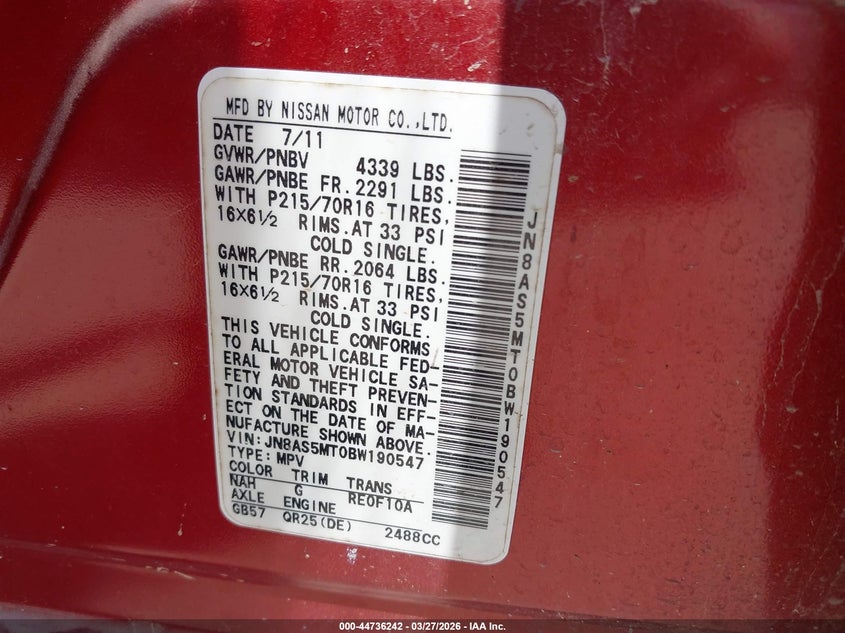 MFD BY NISSAN MOTOR CO.,LTD.
DATE 7/11
GVWR/PNBV 4339 LBS.
GAWR/PNBE FR.2291 LBS.
WITH P215/70R16 TIRES,
16X6½ RIMS.AT 33 PSI
COLD SINGLE.
GAWR/PNBE RR.2064 LBS.
WITH P215/70R16 TIRES,
16X6½ RIMS.AT 33 PSI
COLD SINGLE.
THIS VEHICLE CONFORMS
TO ALL APPLICABLE FED-
ERAL MOTOR VEHICLE SA-
FETY AND THEFT PREVEN-
TION STANDARDS IN EFF-
ECT ON THE DATE OF MA-
NUFACTURE SHOWN ABOVE.
VIN:JN8AS5MT0BW190547
TYPE:MPV
COLOR TRIM TRANS
NAH G RE0F10A
AXLE ENGINE
GB57 QR25(DE) 2488CC
JN8AS5MT0BW190547
000-44736242 - 03/27/2026 - IAA Inc.